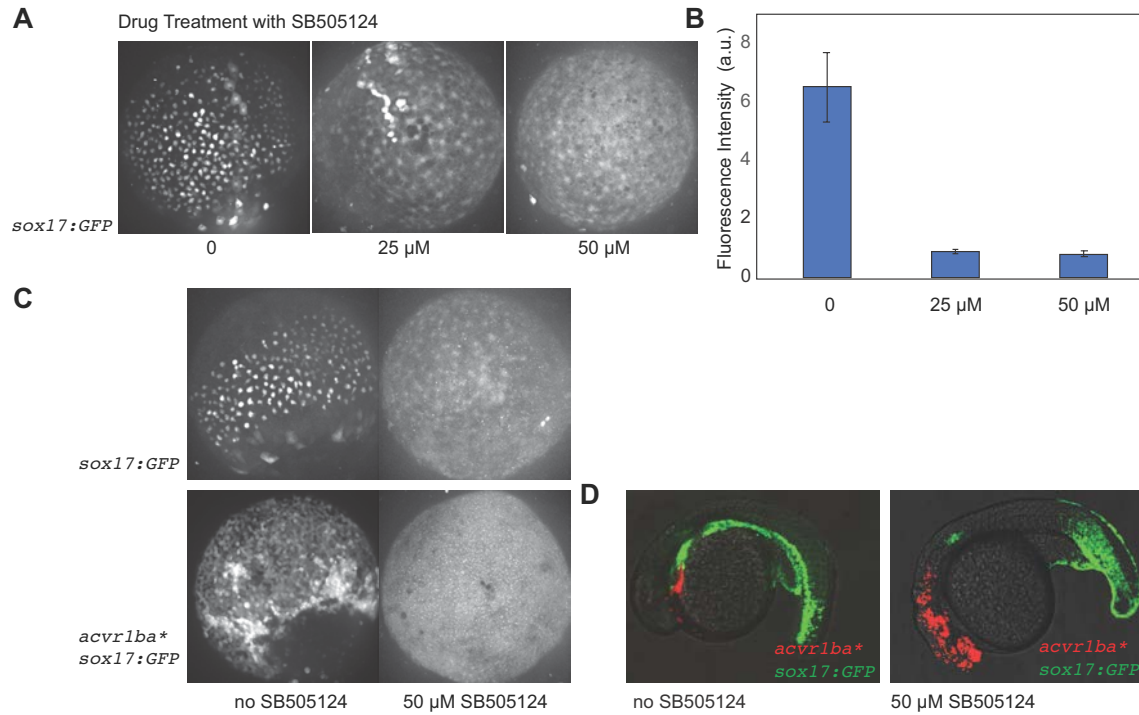 A
Drug Treatment with SB505124
sox17:GFP
0
25 µM
50 µM
B
Fluorescence Intensity (a.u.)
8
6
4
2
0
0
25 µM
50 µM
C
sox17:GFP
acvr1ba*
sox17:GFP
no SB505124
50 µM SB505124
D
acvr1ba*
sox17:GFP
acvr1ba*
sox17:GFP
no SB505124
50 µM SB505124